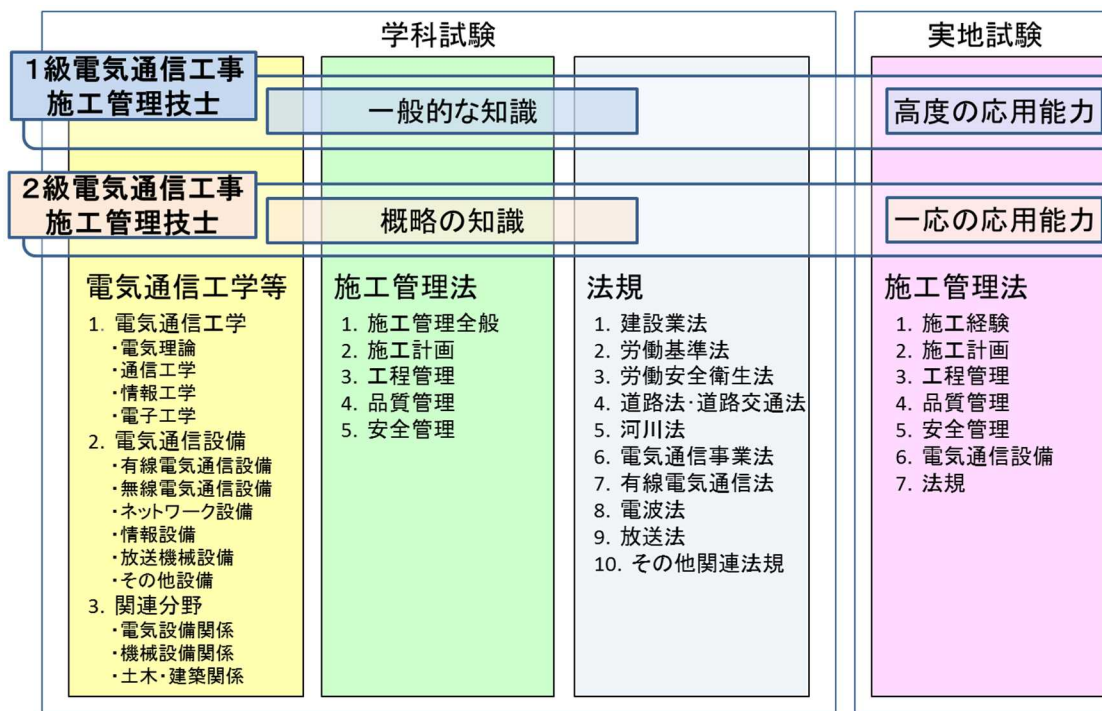 学科試験
実地試験
1級電気通信工事
施工管理技士
一般的な知識
高度の応用能力
2級電気通信工事
施工管理技士
概略の知識
一応の応用能力
電気通信工学等
1. 電気通信工学
・電気理論
・通信工学
・情報工学
・電子工学
2. 電気通信設備
・有線電気通信設備
・無線電気通信設備
・ネットワーク設備
・情報設備
・放送機械設備
・その他設備
3. 関連分野
・電気設備関係
・機械設備関係
・土木・建築関係
施工管理法
1. 施工管理全般
2. 施工計画
3. 工程管理
4. 品質管理
5. 安全管理
法規
1. 建設業法
2. 労働基準法
3. 労働安全衛生法
4. 道路法・道路交通法
5. 河川法
6. 電気通信事業法
7. 有線電気通信法
8. 電波法
9. 放送法
10. その他関連法規
施工管理法
1. 施工経験
2. 施工計画
3. 工程管理
4. 品質管理
5. 安全管理
6. 電気通信設備
7. 法規